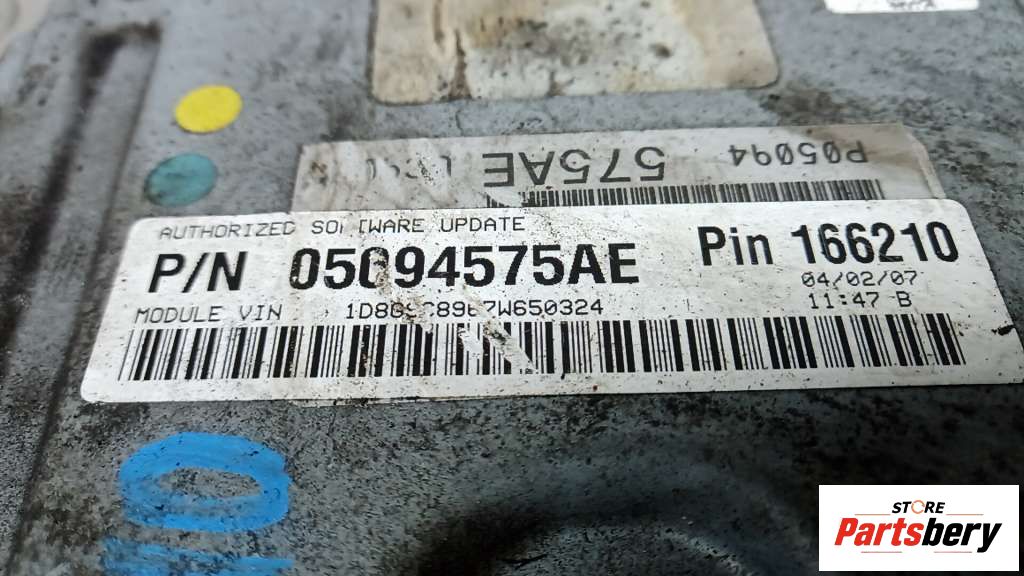 P05094
575AE
AUTHORIZED SOFTWARE UPDATE
P/N 05094575AE Pin 166210
04/02/07
MODULE VIN
11:47 B
STORE
Partsbery